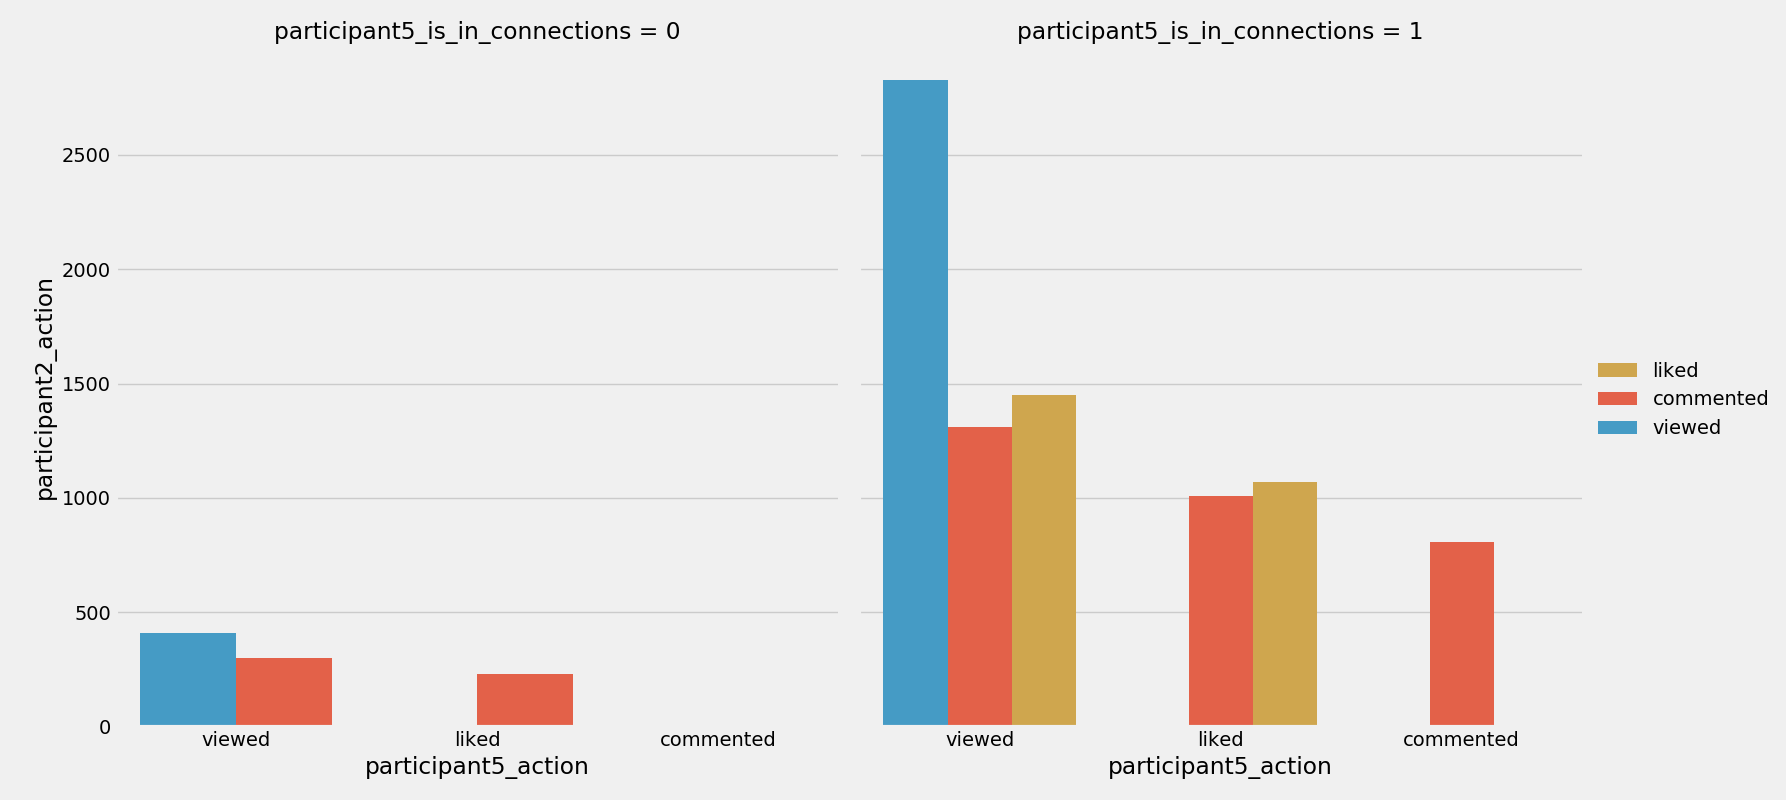 participant5_is_in_connections = 0
participant5_is_in_connections = 1
participant2_action
2500
2000
1500
1000
500
0
viewed
liked
commented
participant5_action
viewed
liked
commented
participant5_action
liked
commented
viewed